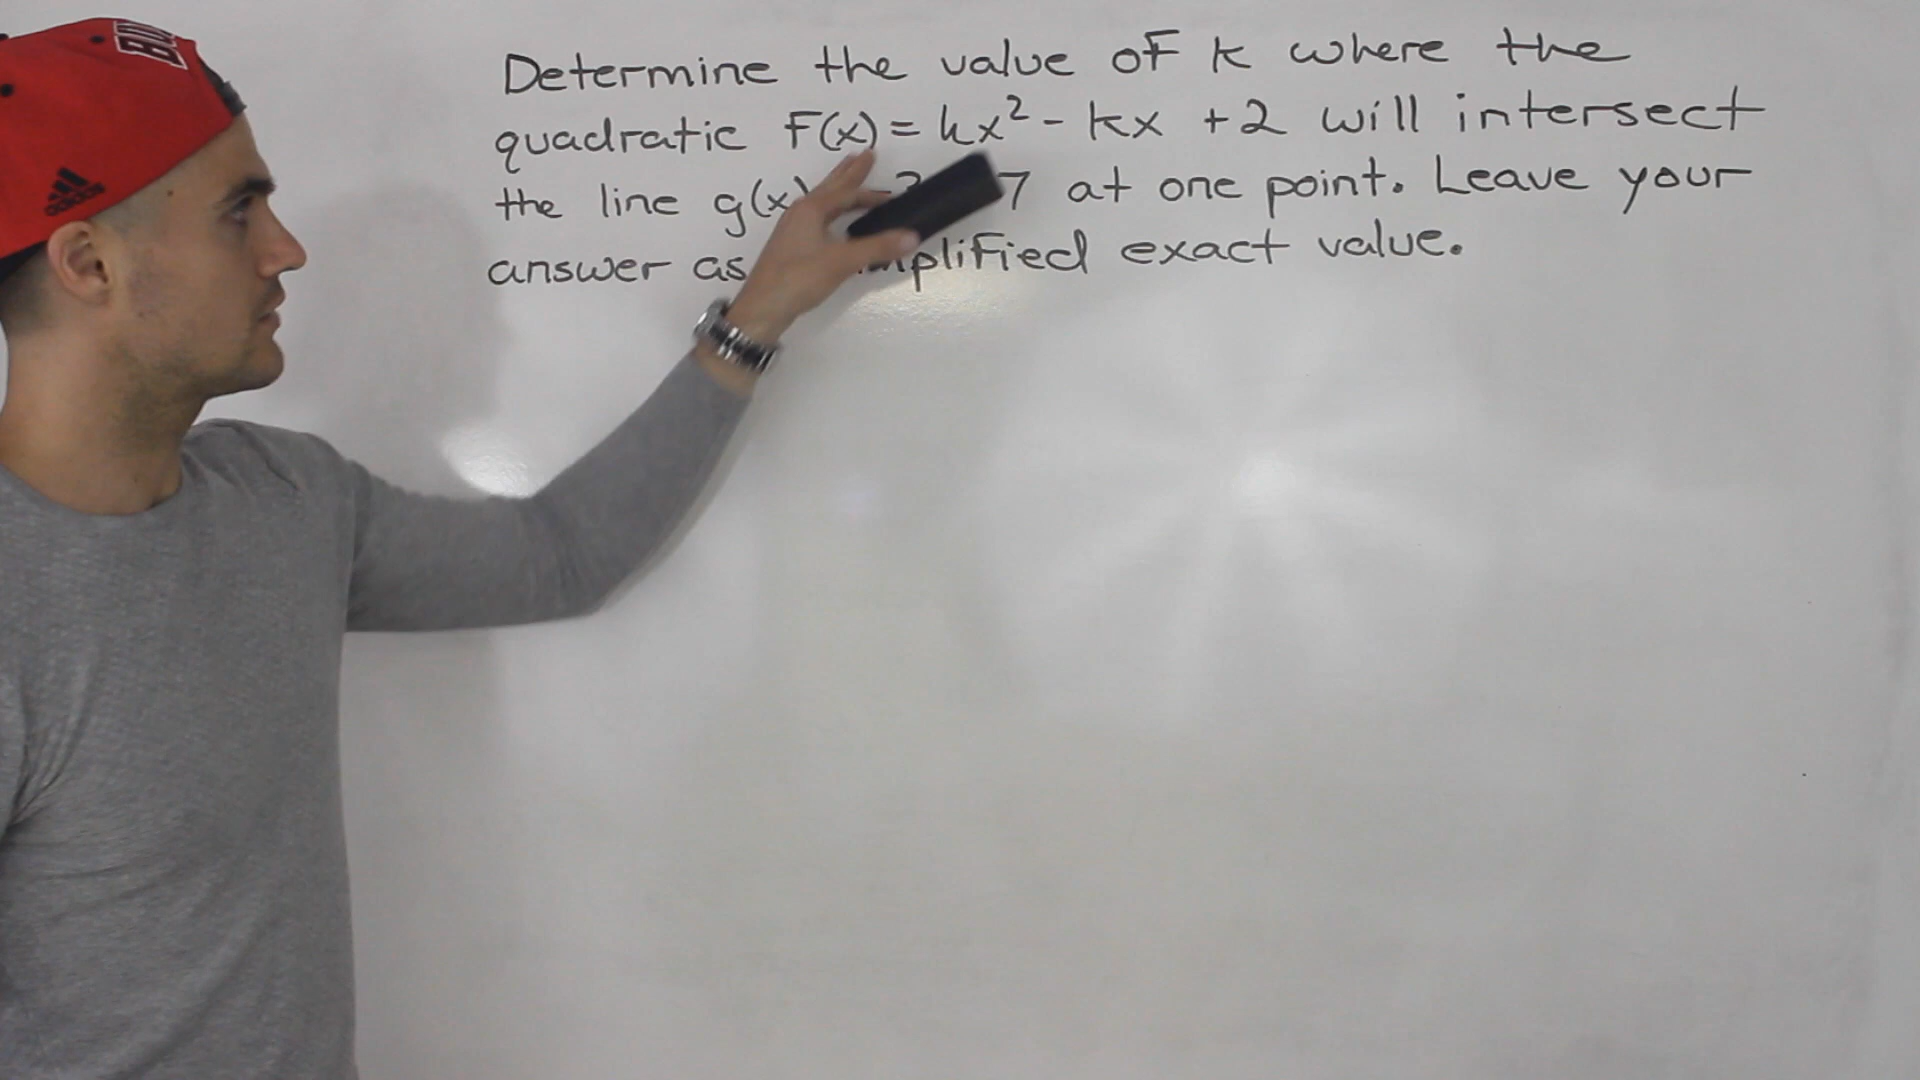 Determine the value of k where the
quadratic F(x) = kx² - kx + 2 will intersect
the line g(x) 7 at one point. Leave your
answer as exact value.
adidas